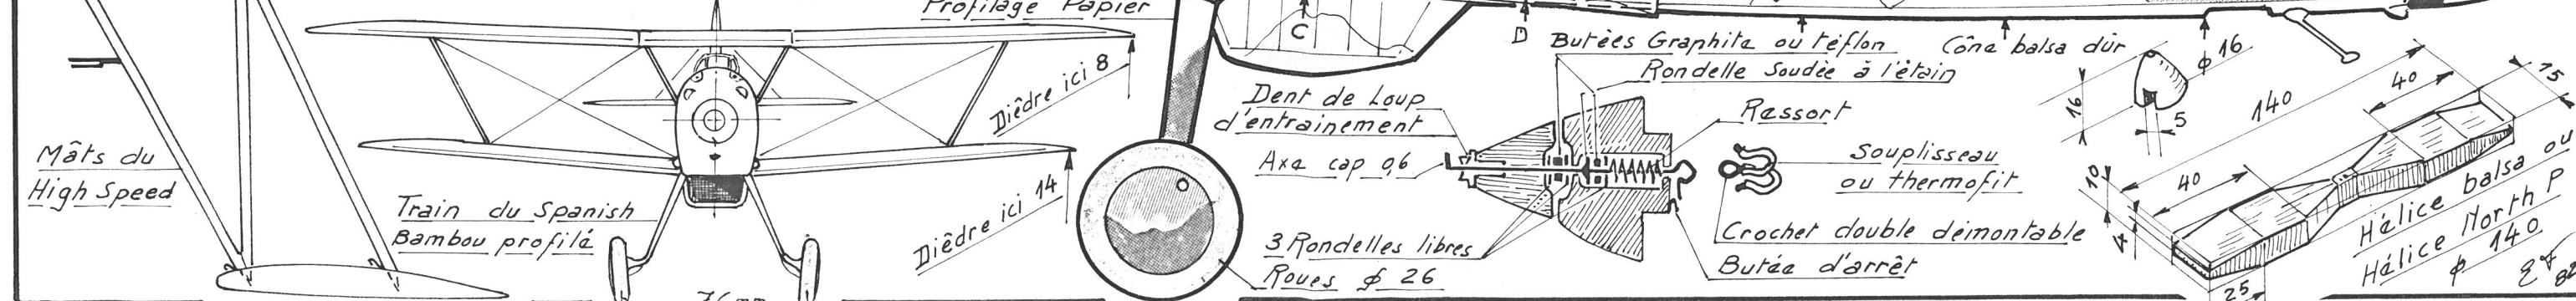 Profilage Papier
C
D
Butées Graphite ou téflon
Rondelle soudée à l'étain
Cône balsa dûr
φ 16
16
5
Dièdre ici 8
Dent de Loup
d'entrainement
Axe cap 0,6
Ressort
Souplisseau
ou thermofit
Crochet double démontable
Butée d'arrêt
3 Rondelles libres
Roues φ 26
Mâts du
High Speed
Train du Spanish
Bambou profilé
Dièdre ici 14
15
40
140
40
10
4
25
Hélice balsa ou
Hélice North P
φ 140